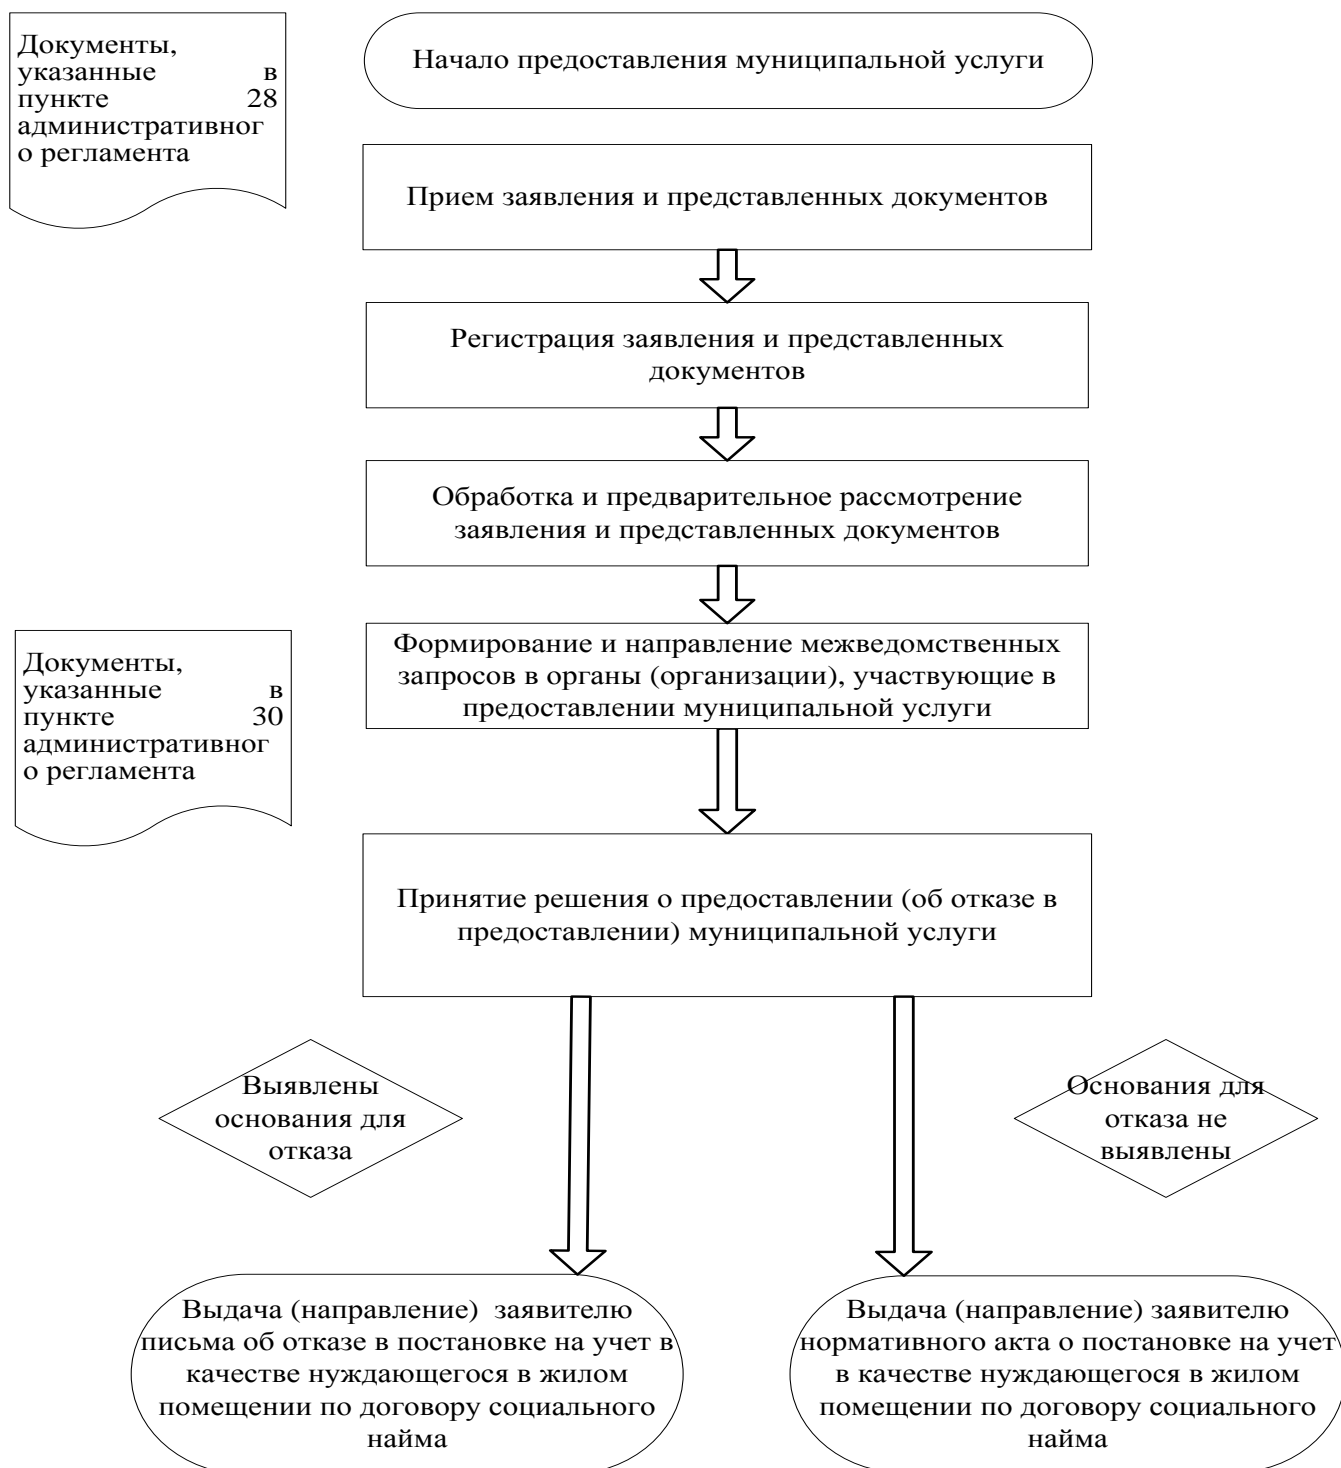 Документы,
указанные в
пункте 28
административног
о регламента
Начало предоставления муниципальной услуги
Прием заявления и представленных документов
Регистрация заявления и представленных
документов
Обработка и предварительное рассмотрение
заявления и представленных документов
Документы,
указанные в
пункте 30
административног
о регламента
Формирование и направление межведомственных
запросов в органы (организации), участвующие в
предоставлении муниципальной услуги
Принятие решения о предоставлении (об отказе в
предоставлении) муниципальной услуги
Выявлены
основания для
отказа
Основания для
отказа не
выявлены
Выдача (направление) заявителю
письма об отказе в постановке на учет в
качестве нуждающегося в жилом
помещении по договору социального
найма
Выдача (направление) заявителю
нормативного акта о постановке на учет
в качестве нуждающегося в жилом
помещении по договору социального
найма